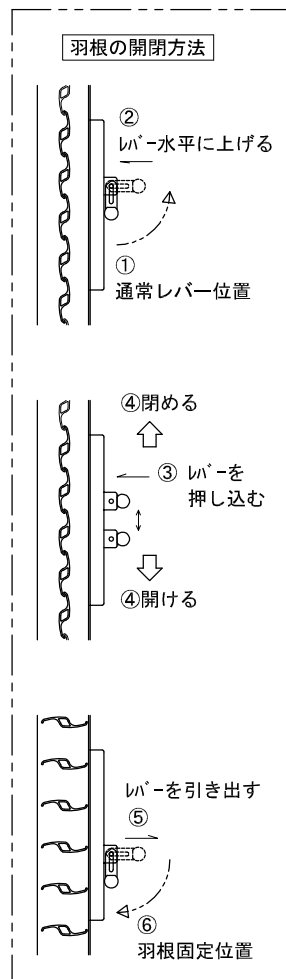 羽根の開閉方法
②
ﾚﾊﾞｰ水平に上げる
①
通常レバー位置
④閉める
③ ﾚﾊﾞｰを
押し込む
④開ける
ﾚﾊﾞｰを引き出す
⑤
⑥
羽根固定位置